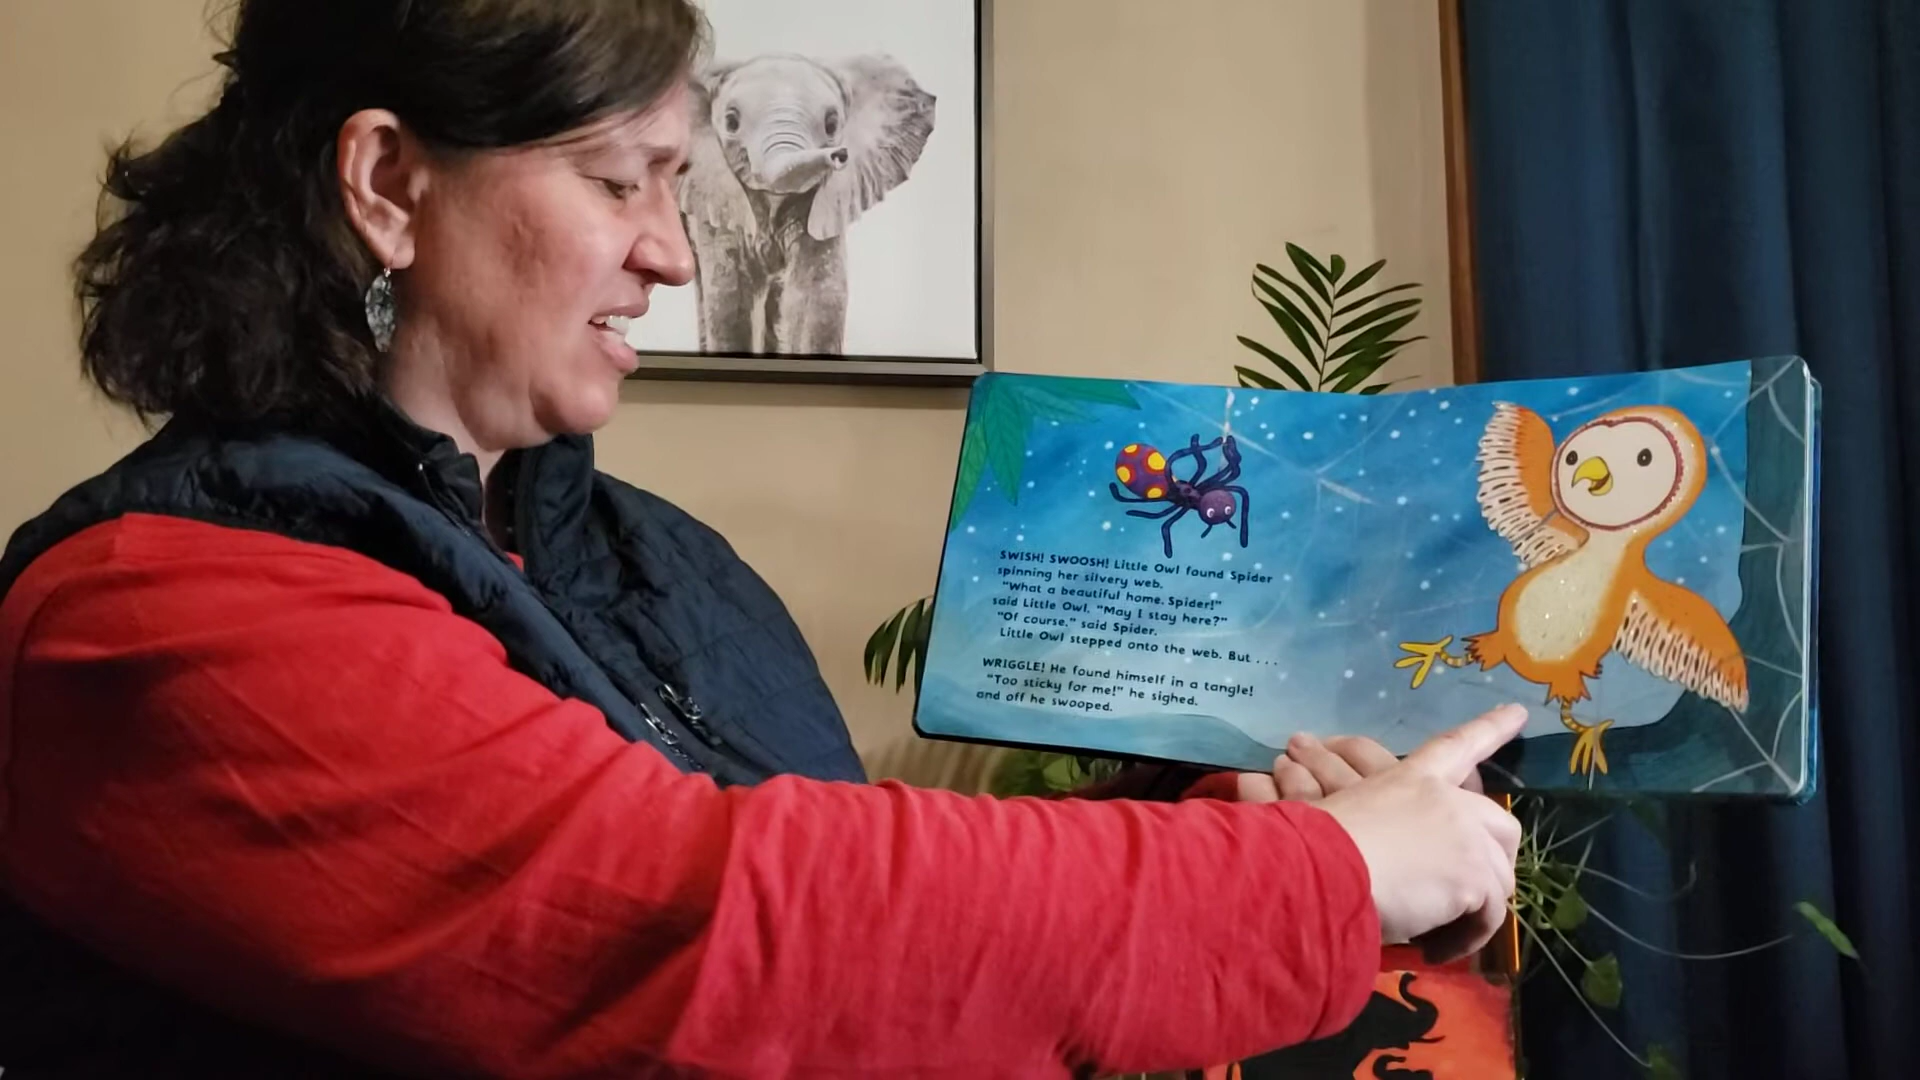 SWISH! SWOOSH! Little Owl found Spider
spinning her silvery web.
"What a beautiful home, Spider!"
said Little Owl. "May I stay here?"
"Of course," said Spider.
Little Owl stepped onto the web. But . . .
WRIGGLE! He found himself in a tangle!
"Too sticky for me!" he sighed.
and off he swooped.